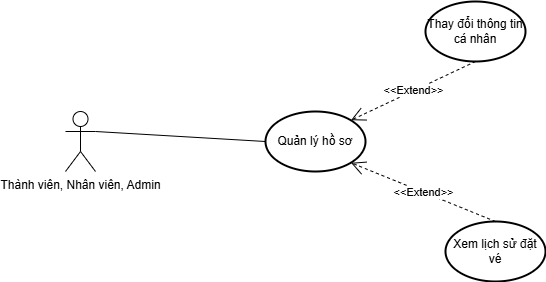 Thay đổi thông tin
cá nhân
<<Extend>>
Quản lý hồ sơ
Thành viên, Nhân viên, Admin
<<Extend>>
Xem lịch sử đặt
vé